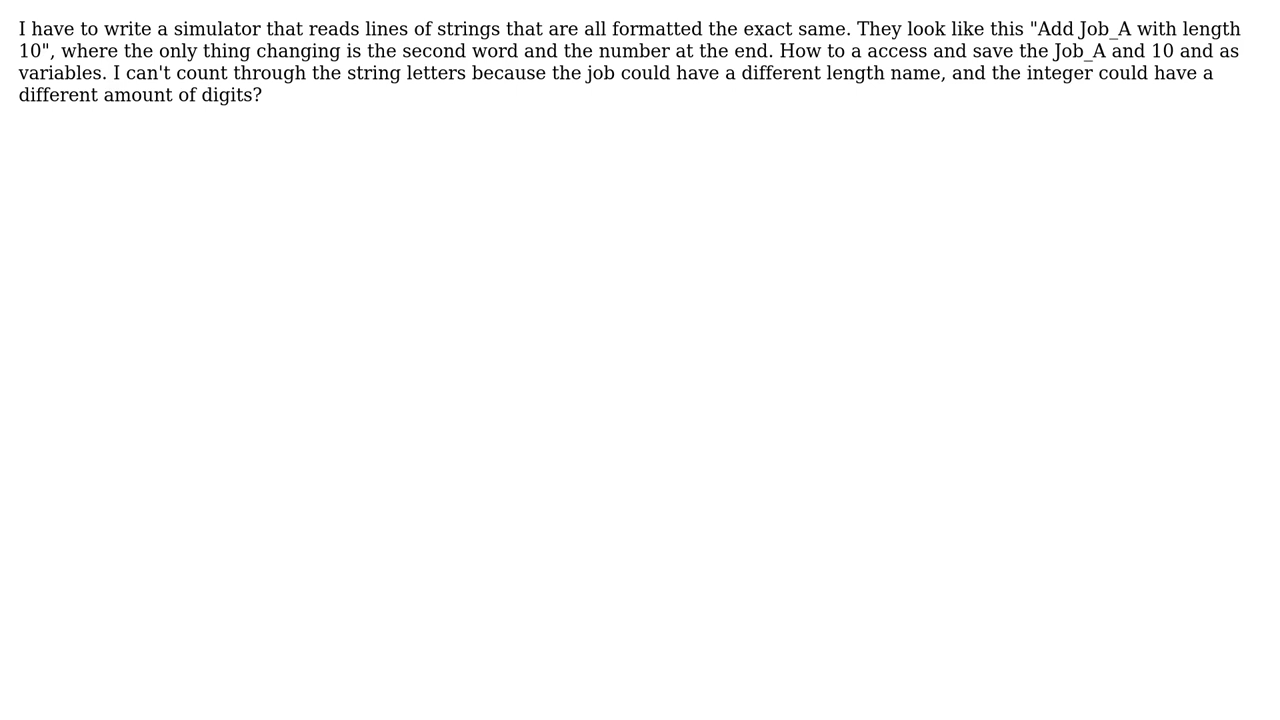 I have to write a simulator that reads lines of strings that are all formatted the exact same. They look like this "Add Job_A with length
10", where the only thing changing is the second word and the number at the end. How to a access and save the Job_A and 10 and as
variables. I can't count through the string letters because the job could have a different length name, and the integer could have a
different amount of digits?